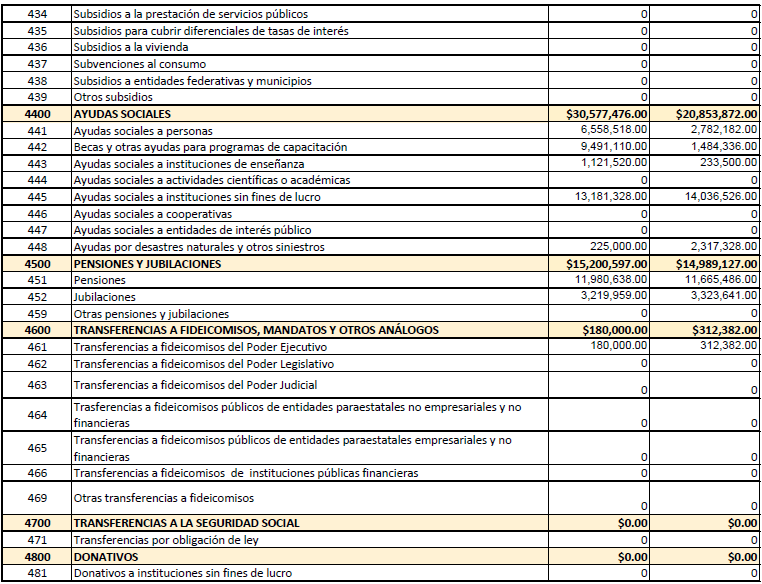 434 Subsidios a la prestación de servicios públicos 0 0
435 Subsidios para cubrir diferenciales de tasas de interés 0 0
436 Subsidios a la vivienda 0 0
437 Subvenciones al consumo 0 0
438 Subsidios a entidades federativas y municipios 0 0
439 Otros subsidios 0 0
4400 AYUDAS SOCIALES $30,577,476.00 $20,853,872.00
441 Ayudas sociales a personas 6,558,518.00 2,782,182.00
442 Becas y otras ayudas para programas de capacitación 9,491,110.00 1,484,336.00
443 Ayudas sociales a instituciones de enseñanza 1,121,520.00 233,500.00
444 Ayudas sociales a actividades científicas o académicas 0 0
445 Ayudas sociales a instituciones sin fines de lucro 13,181,328.00 14,036,526.00
446 Ayudas sociales a cooperativas 0 0
447 Ayudas sociales a entidades de interés público 0 0
448 Ayudas por desastres naturales y otros siniestros 225,000.00 2,317,328.00
4500 PENSIONES Y JUBILACIONES $15,200,597.00 $14,989,127.00
451 Pensiones 11,980,638.00 11,665,486.00
452 Jubilaciones 3,219,959.00 3,323,641.00
459 Otras pensiones y jubilaciones 0 0
4600 TRANSFERENCIAS A FIDEICOMISOS, MANDATOS Y OTROS ANÁLOGOS $180,000.00 $312,382.00
461 Transferencias a fideicomisos del Poder Ejecutivo 180,000.00 312,382.00
462 Transferencias a fideicomisos del Poder Legislativo 0 0
463 Transferencias a fideicomisos del Poder Judicial 0 0
464 Trasferencias a fideicomisos públicos de entidades paraestatales no empresariales y no
financieras 0 0
465 Transferencias a fideicomisos públicos de entidades paraestatales empresariales y no
financieras 0 0
466 Transferencias a fideicomisos de instituciones públicas financieras 0 0
469 Otras transferencias a fideicomisos 0 0
4700 TRANSFERENCIAS A LA SEGURIDAD SOCIAL $0.00 $0.00
471 Transferencias por obligación de ley 0 0
4800 DONATIVOS $0.00 $0.00
481 Donativos a instituciones sin fines de lucro 0 0